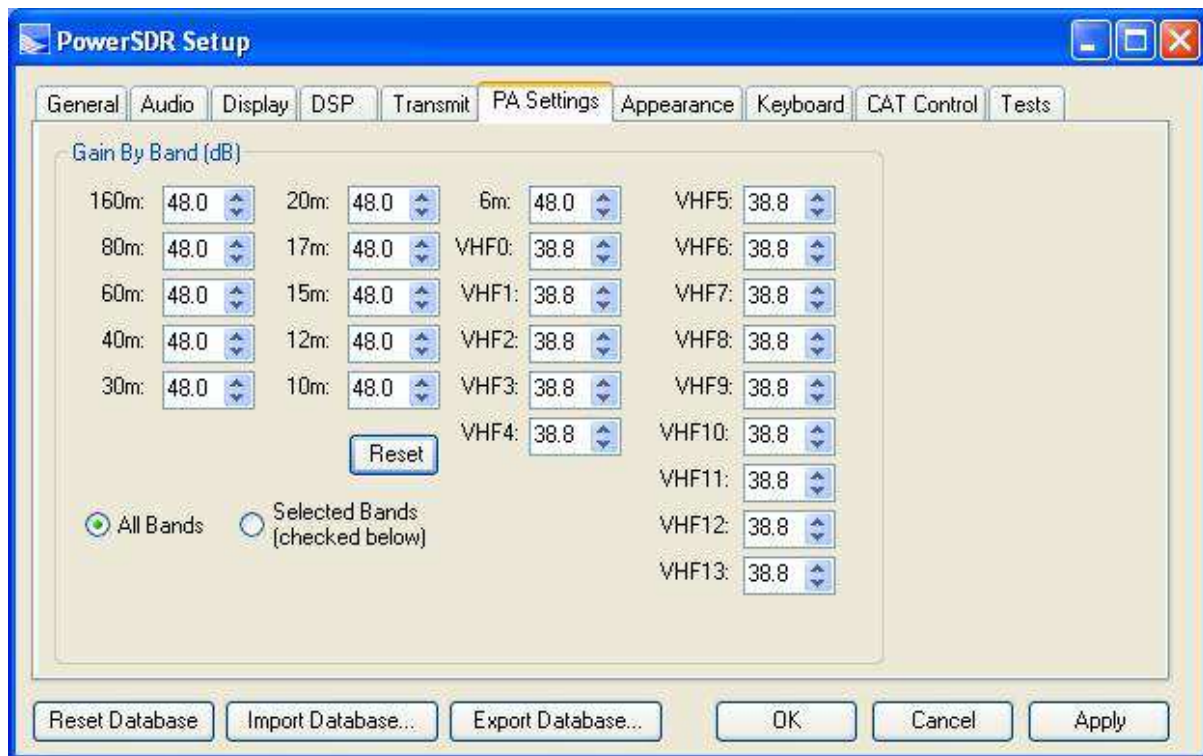 PowerSDR Setup
General Audio Display DSP Transmit PA Settings Appearance Keyboard CAT Control Tests
Gain By Band (dB)
160m: 48.0 20m: 48.0 6m: 48.0 VHF5: 38.8
80m: 48.0 17m: 48.0 VHF0: 38.8 VHF6: 38.8
60m: 48.0 15m: 48.0 VHF1: 38.8 VHF7: 38.8
40m: 48.0 12m: 48.0 VHF2: 38.8 VHF8: 38.8
30m: 48.0 10m: 48.0 VHF3: 38.8 VHF9: 38.8
Reset VHF4: 38.8 VHF10: 38.8
VHF11: 38.8
All Bands Selected Bands VHF12: 38.8
(checked below)
VHF13: 38.8
Reset Database Import Database... Export Database... OK Cancel Apply